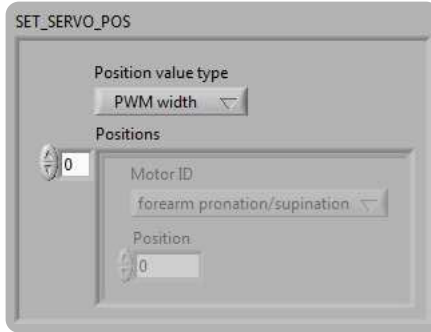 SET_SERVO_POS
Position value type
PWM width
Positions
0
Motor ID
forearm pronation/supination
Position
0